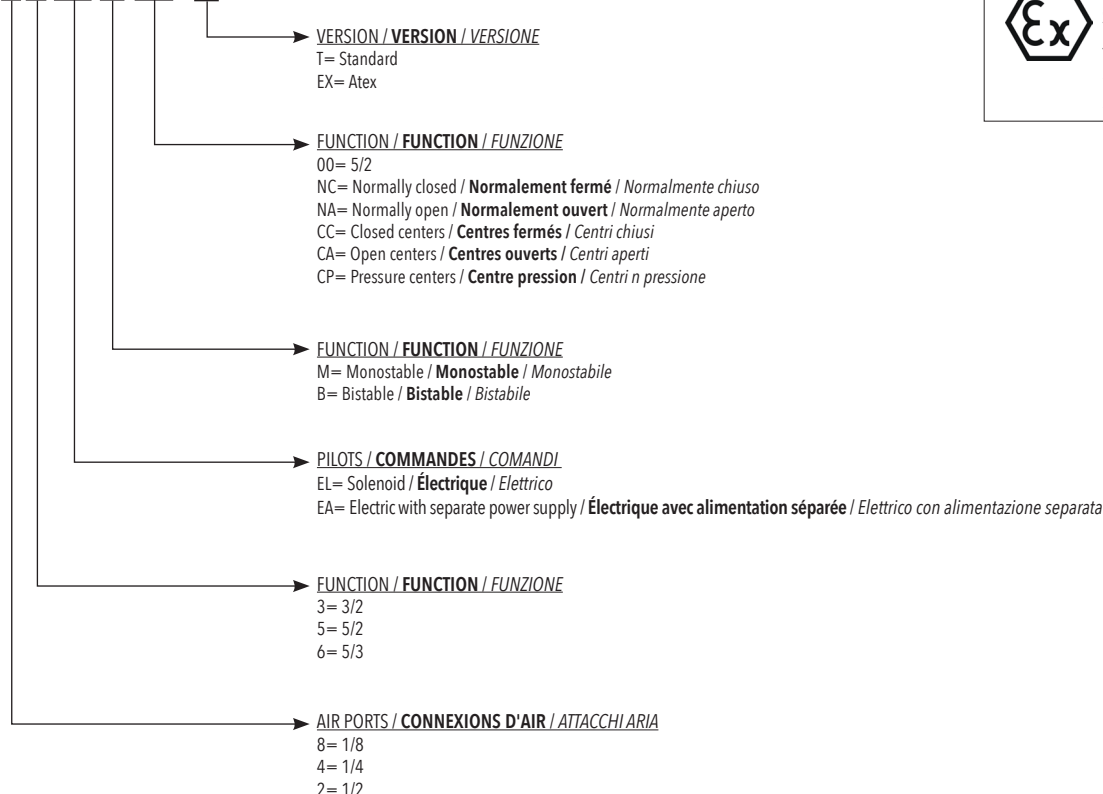 VERSION / VERSION / VERSIONE
T= Standard
EX= Atex
Ex
FUNCTION / FUNCTION / FUNZIONE
00= 5/2
NC= Normally closed / Normalement fermé / Normalmente chiuso
NA= Normally open / Normalement ouvert / Normalmente aperto
CC= Closed centers / Centres fermés / Centri chiusi
CA= Open centers / Centres ouverts / Centri aperti
CP= Pressure centers / Centre pression / Centri n pressione
FUNCTION / FUNCTION / FUNZIONE
M= Monostable / Monostable / Monostabile
B= Bistable / Bistable / Bistabile
PILOTS / COMMANDES / COMANDI
EL= Solenoid / Électrique / Elettrico
EA= Electric with separate power supply / Électrique avec alimentation séparée / Elettrico con alimentazione separata
FUNCTION / FUNCTION / FUNZIONE
3= 3/2
5= 5/2
6= 5/3
AIR PORTS / CONNEXIONS D'AIR / ATTACCHI ARIA
8= 1/8
4= 1/4
2= 1/2